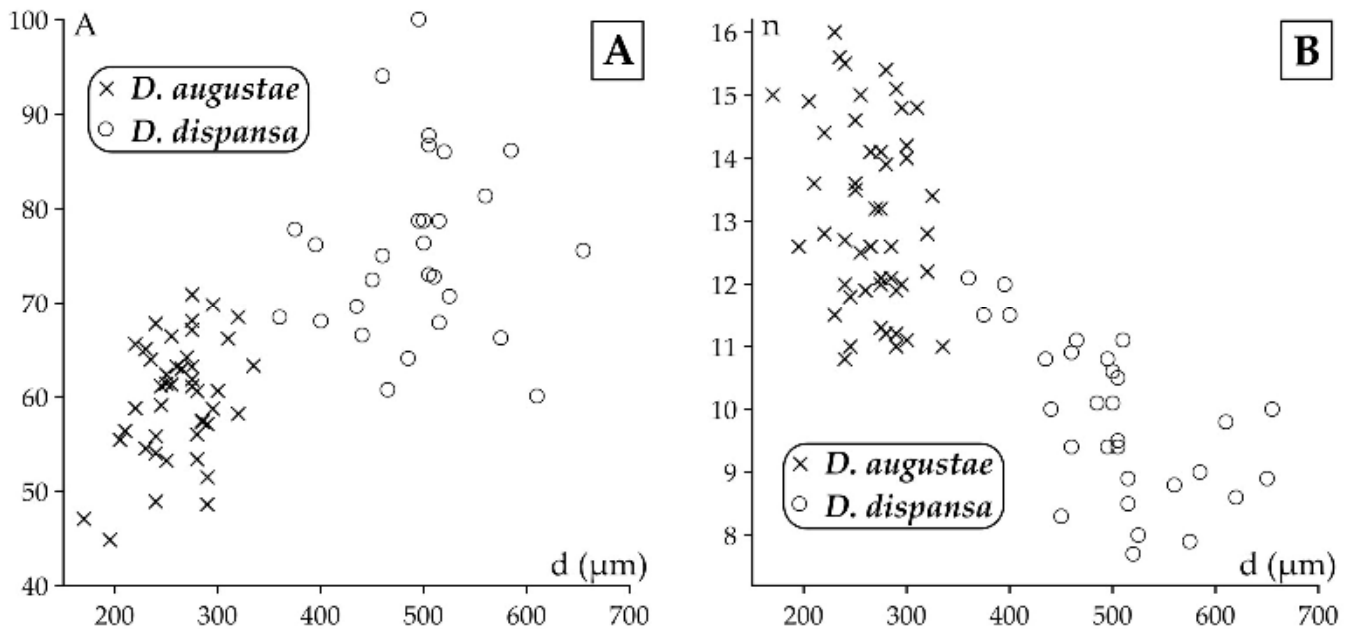 A
A
100
90
80
70
60
50
40
× D. augustae
○ D. dispansa
d (μm)
200 300 400 500 600 700
n
B
16
15
14
13
12
11
10
9
8
× D. augustae
○ D. dispansa
d (μm)
200 300 400 500 600 700